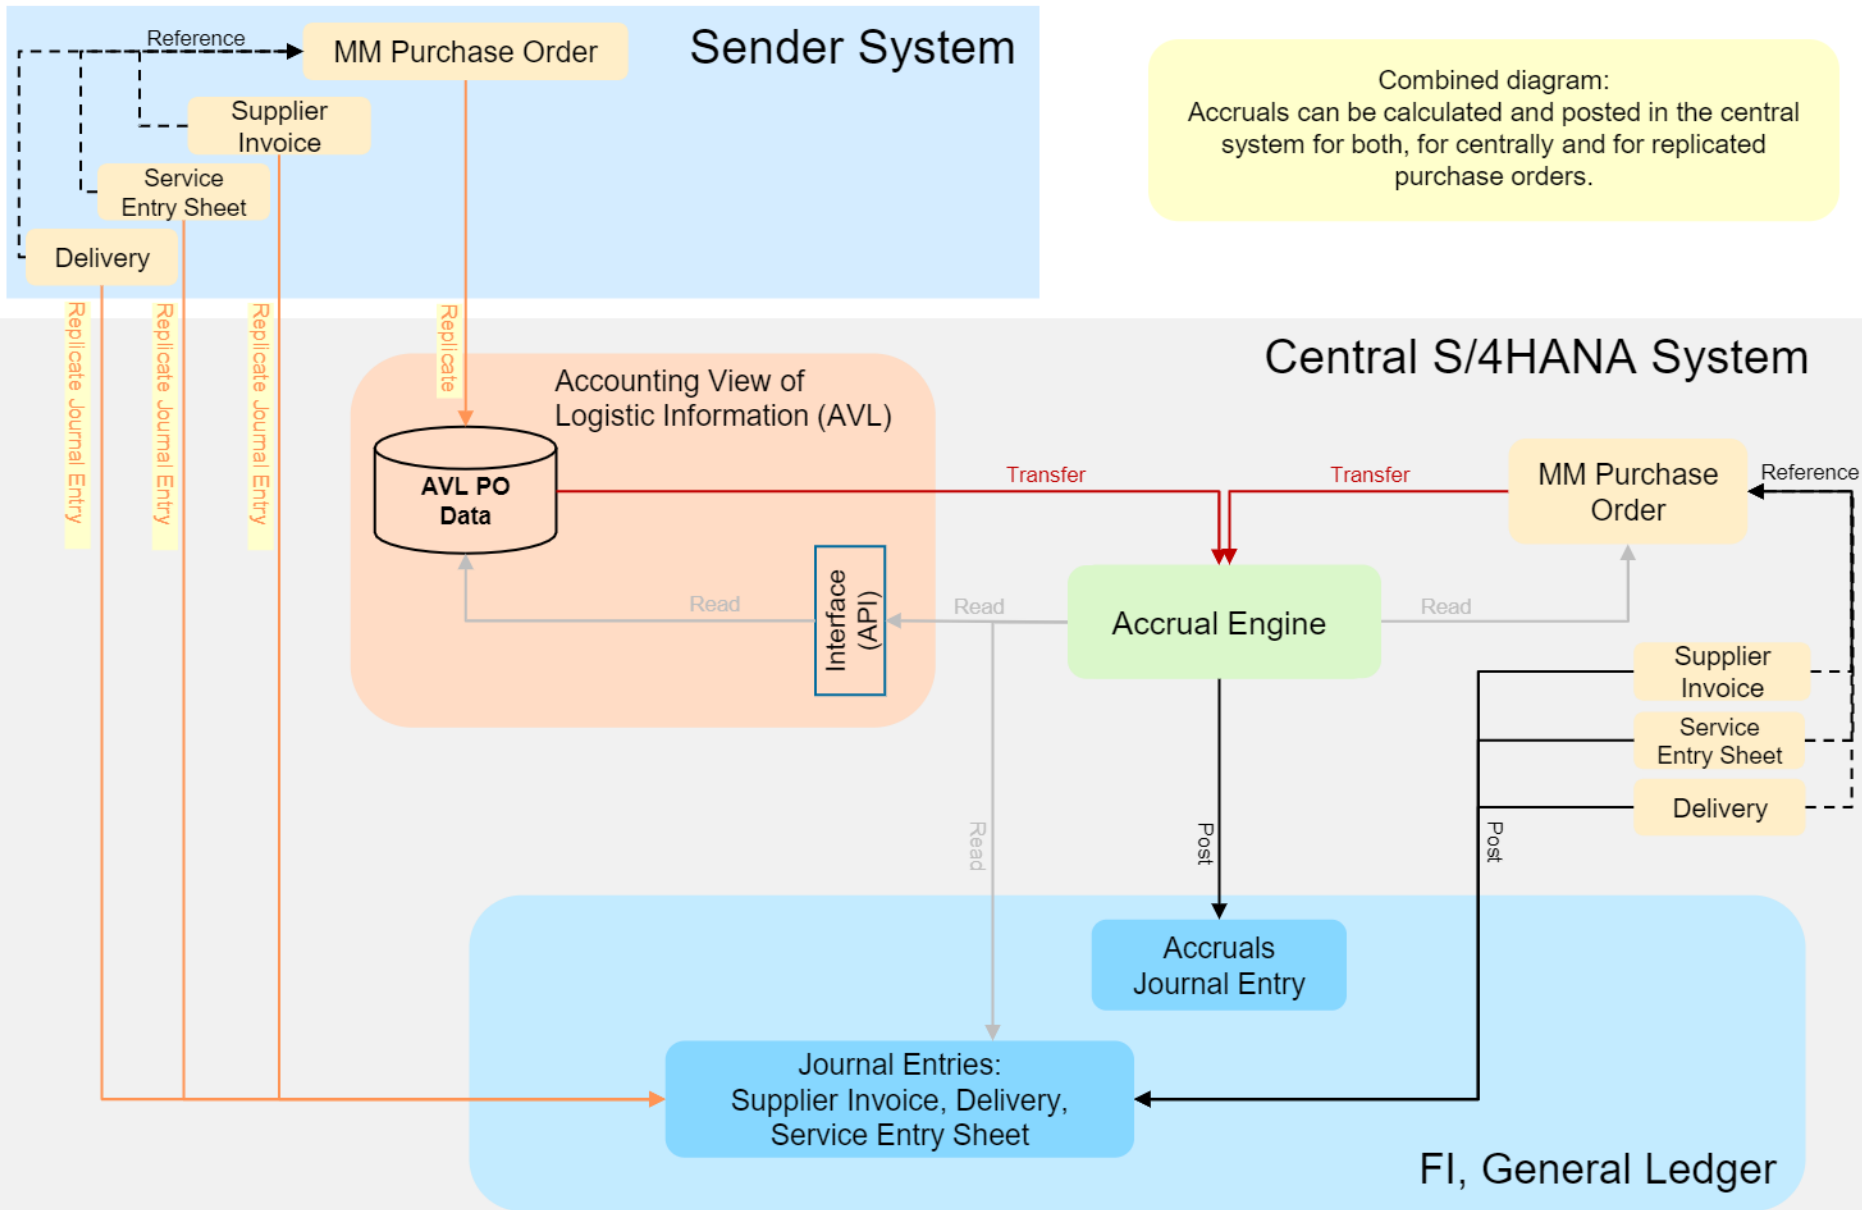 Reference
MM Purchase Order
Sender System
Supplier
Invoice
Service
Entry Sheet
Delivery
Combined diagram:
Accruals can be calculated and posted in the central
system for both, for centrally and for replicated
purchase orders.
Replicate Journal Entry
Replicate Journal Entry
Replicate Journal Entry
Replicate
Central S/4HANA System
Accounting View of
Logistic Information (AVL)
AVL PO
Data
Transfer
Transfer
MM Purchase
Order
Reference
Interface
(API)
Read
Read
Accrual Engine
Read
Supplier
Invoice
Service
Entry Sheet
Delivery
Read
Post
Post
Accruals
Journal Entry
Journal Entries:
Supplier Invoice, Delivery,
Service Entry Sheet
FI, General Ledger